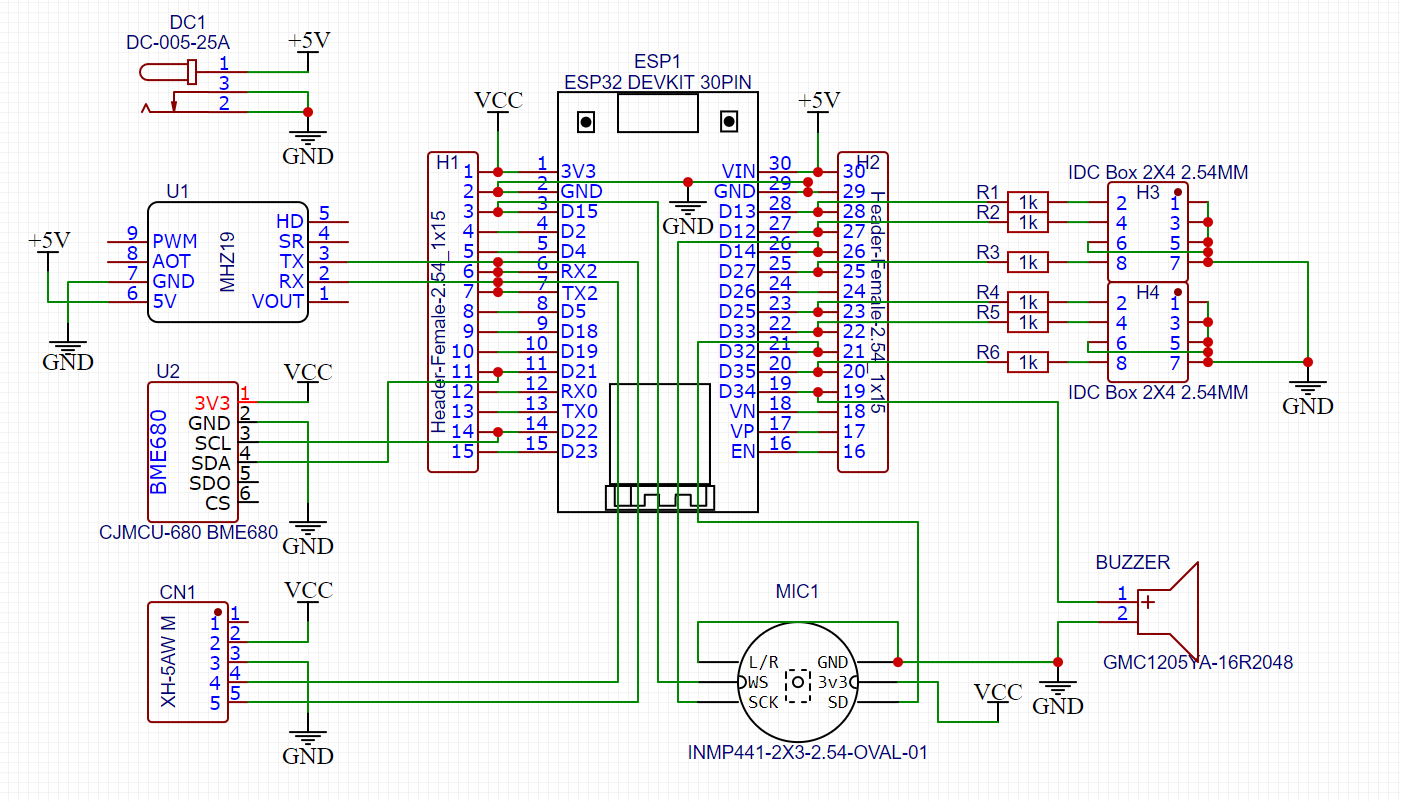 DC1
DC-005-25A
1
3
2
+5V
GND
ESP1
ESP32 DEVKIT 30PIN
VCC
+5V
H1
1
2
3
4
5
6
7
8
9
10
11
12
13
14
15
Header-Female-2.54_1x15
1 3V3
2 GND
3 D15
4 D2
5 D4
6 RX2
7 TX2
8 D5
9 D18
10 D19
11 D21
12 RX0
13 TX0
14 D22
15 D23
VIN 30
GND 29
D13 28
D12 27
D14 26
D27 25
D26 24
D25 23
D33 22
D32 21
D35 20
D34 19
VN 18
VP 17
EN 16
GND
H2
30
29
28
27
26
25
24
23
22
21
20
19
18
17
16
Header-Female-2.54_1x15
R1 1k
R2 1k
R3 1k
R4 1k
R5 1k
R6 1k
IDC Box 2X4 2.54MM
H3
2 1
4 3
6 5
8 7
H4
2 1
4 3
6 5
8 7
IDC Box 2X4 2.54MM
GND
U1
MHZ19
+5V
9 PWM
8 AOT
7 GND
6 5V
HD 5
SR 4
TX 3
RX 2
VOUT 1
GND
U2
BME680
3V3 1
GND 2
SCL 3
SDA 4
SDO 5
CS 6
CJMCU-680 BME680
VCC
GND
CN1
XH-5AW M
1 1
2 2
3 3
4 4
5 5
VCC
GND
MIC1
L/R
WS
SCK
GND
3v3
SD
INMP441-2X3-2.54-OVAL-01
VCC
BUZZER
1
2
+
GMC1205YA-16R2048
GND